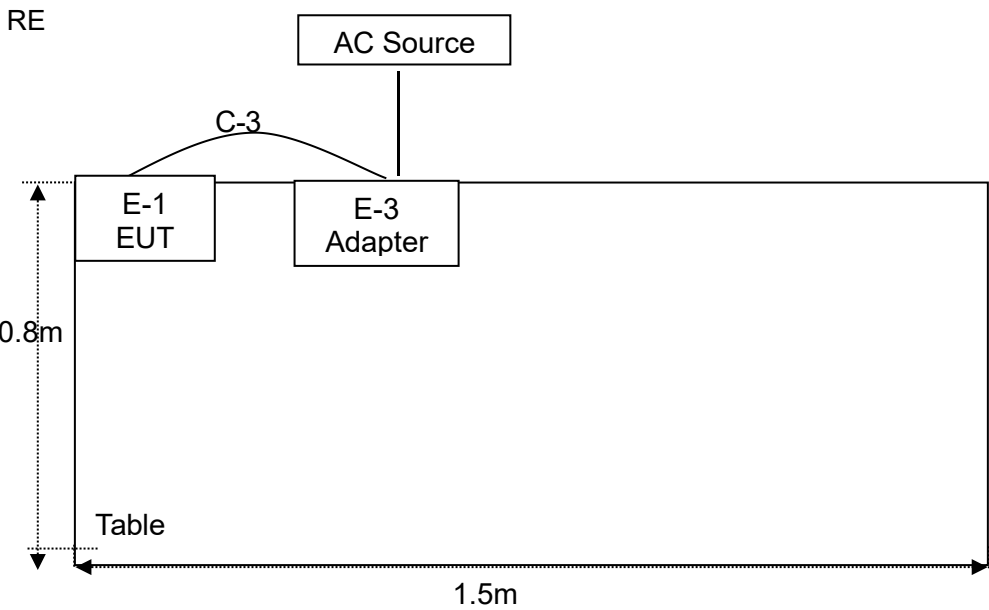 RE
AC Source
C-3
E-1
EUT
E-3
Adapter
0.8m
Table
1.5m